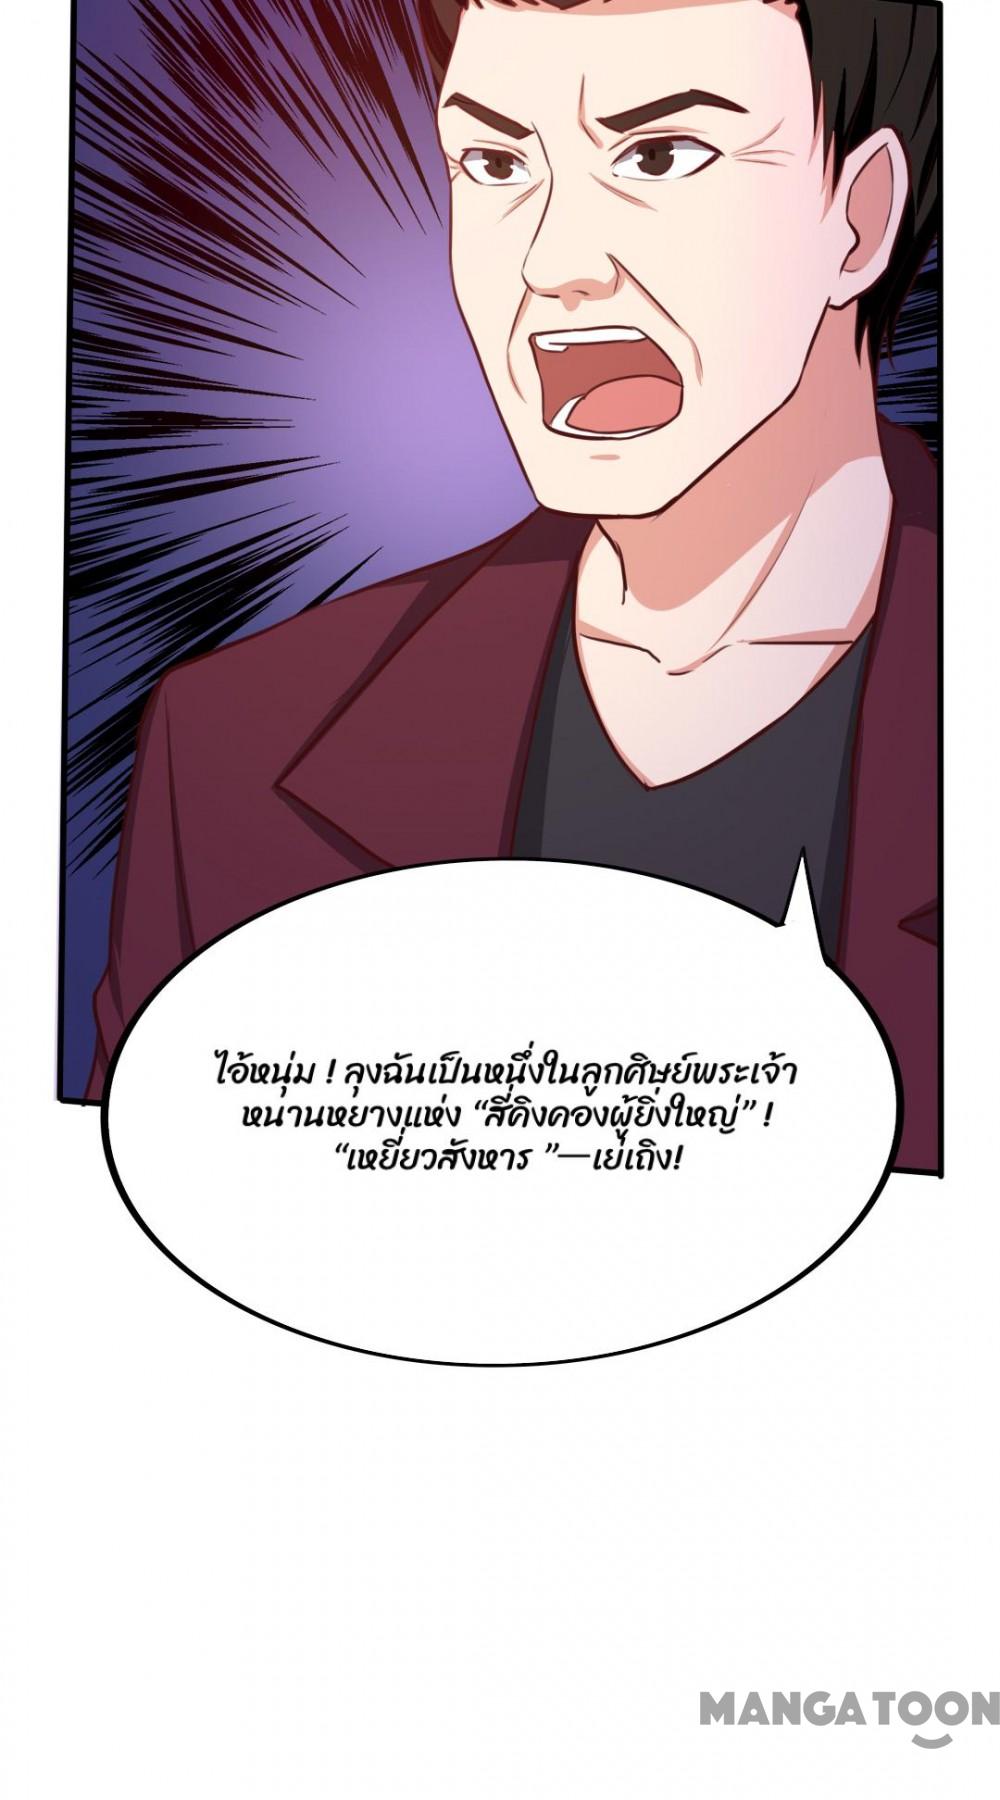 ไอ้หนุ่ม ! ลุงฉันเป็นหนึ่งในลูกศิษย์พระเจ้า
หนานหยางแห่ง “สี่คิงคองผู้ยิ่งใหญ่” !
“เหยี่ยวสังหาร ”—เย่เถิง!
MANGATOON